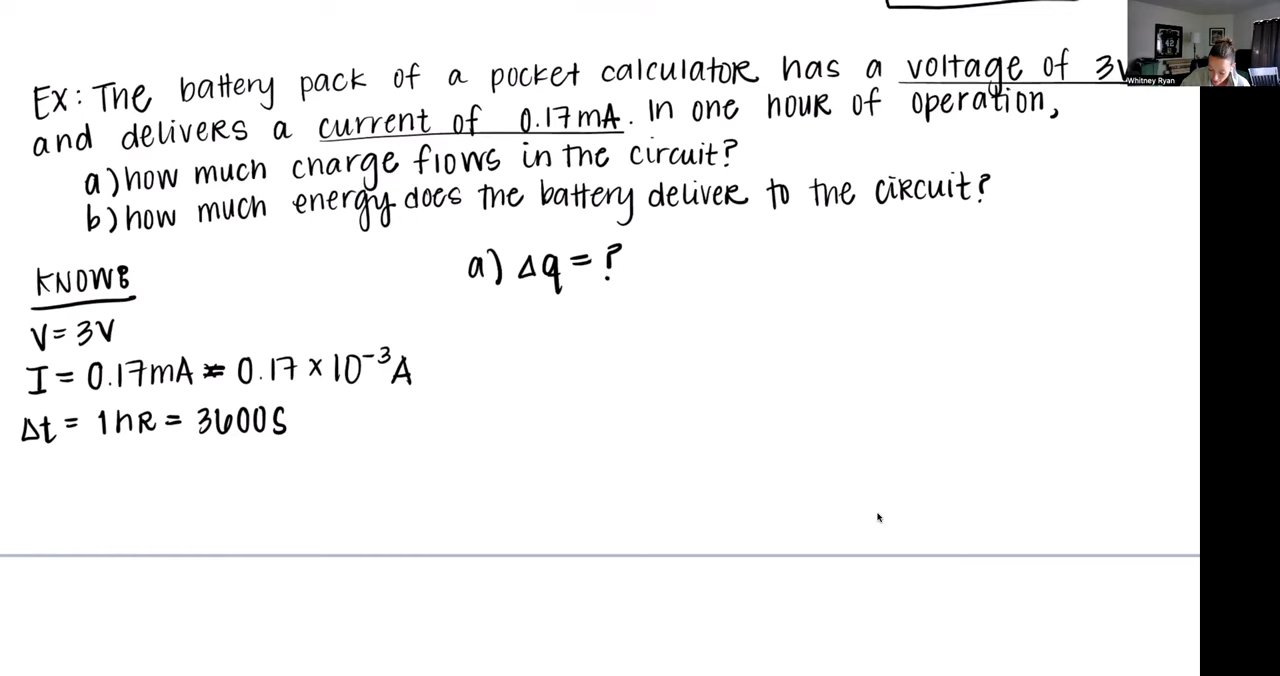 Ex: The battery pack of a pocket calculator has a voltage of 3V
Whitney Ryan
and delivers a current of 0.17mA. In one hour of operation,
a) how much charge flows in the circuit?
b) how much energy does the battery deliver to the circuit?
a) Δq = ?
KNOWB
V = 3V
I = 0.17mA = 0.17 × 10⁻³A
Δt = 1hR = 3600S